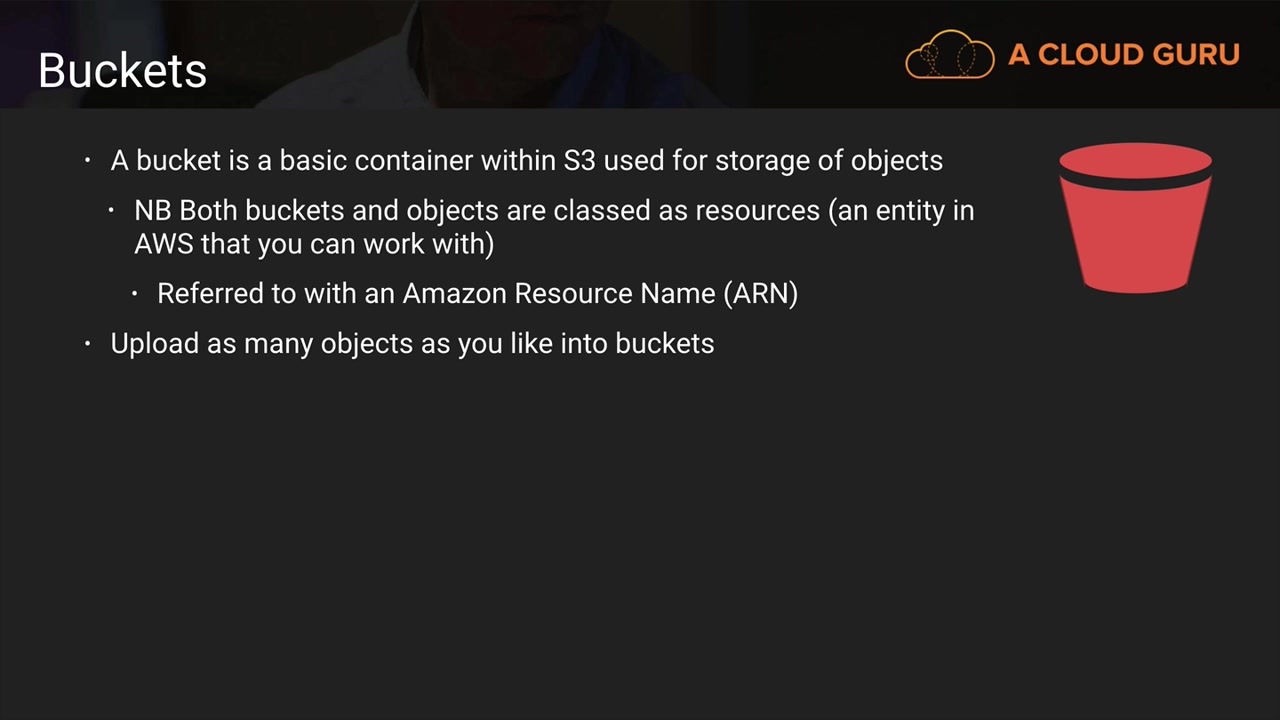 Buckets
A CLOUD GURU
· A bucket is a basic container within S3 used for storage of objects
· NB Both buckets and objects are classed as resources (an entity in
AWS that you can work with)
· Referred to with an Amazon Resource Name (ARN)
· Upload as many objects as you like into buckets